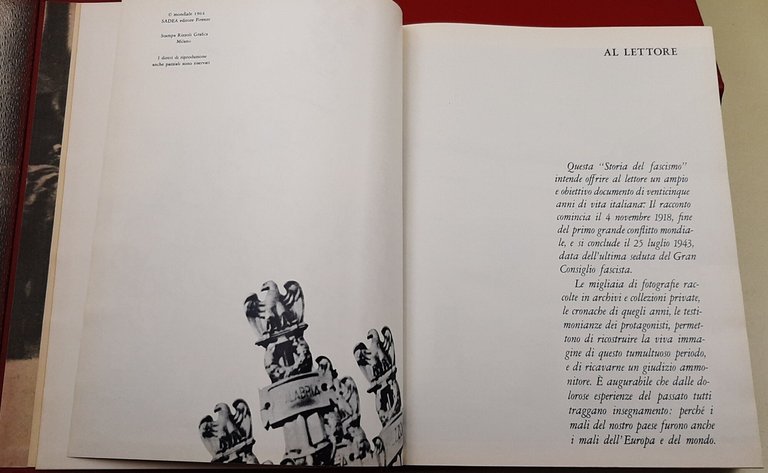 © mondiale 1964
SADEA editore Firenze
Stampa Rizzoli Grafica
Milano
I diritti di riproduzione
anche parziale sono riservati
LABRIA
AL LETTORE
Questa "Storia del fascismo"
intende offrire al lettore un ampio
e obiettivo documento di venticinque
anni di vita italiana: Il racconto
comincia il 4 novembre 1918, fine
del primo grande conflitto mondia-
le, e si conclude il 25 luglio 1943,
data dell'ultima seduta del Gran
Consiglio fascista.
Le migliaia di fotografie rac-
colte in archivi e collezioni private,
le cronache di quegli anni, le testi-
monianze dei protagonisti, permet-
tono di ricostruire la viva imma-
gine di questo tumultuoso periodo,
e di ricavarne un giudizio ammo-
nitore. È augurabile che dalle do-
lorose esperienze del passato tutti
traggano insegnamento: perché i
mali del nostro paese furono anche
i mali dell'Europa e del mondo.